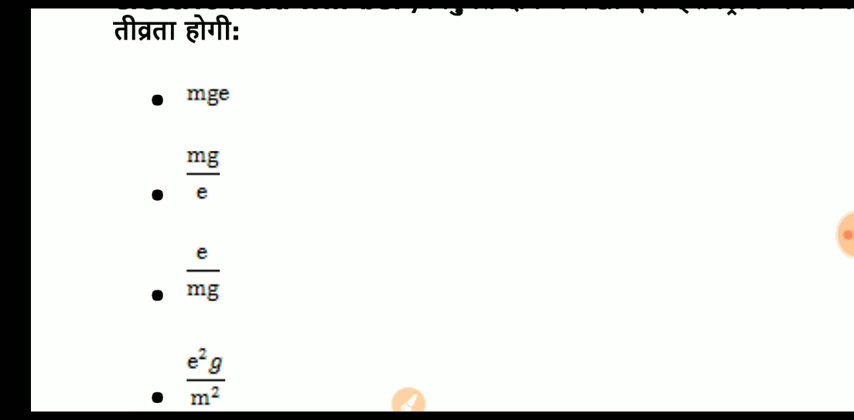 तीव्रता होगी:
• mge
• mg/e
• e/mg
• e²g/m²